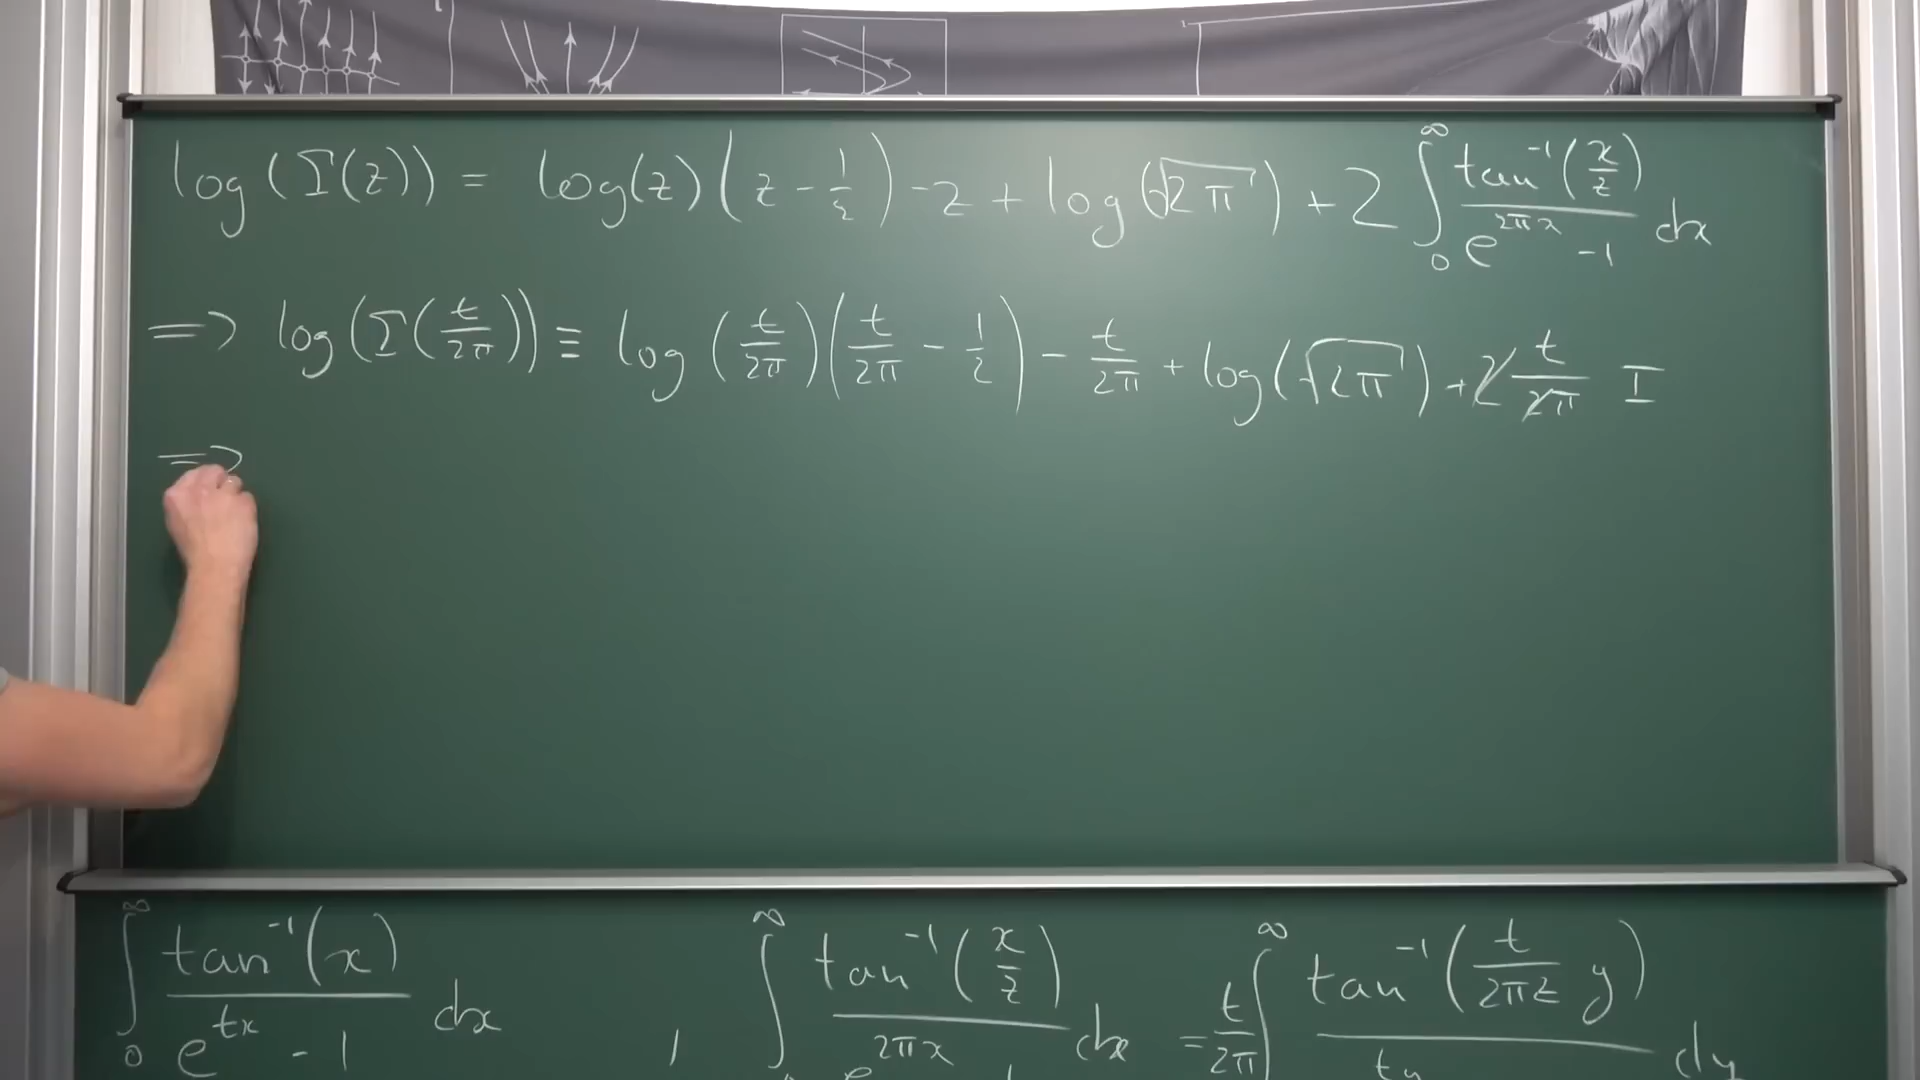 log(Γ(z)) = log(z)(z - 1/2) - z + log(√2π) + 2 ∫₀^∞ tan⁻¹(x/z)/(e^{2πx} - 1) dx
=> log(Γ(t/2π)) ≡ log(t/2π)(t/2π - 1/2) - t/2π + log(√2π) + 2 t/2π I
=>
∫₀^∞ tan⁻¹(x)/(e^{tx} - 1) dx , ∫^∞ tan⁻¹(x/z)/2πx dx = t/2π ∫^∞ tan⁻¹(t/2πz y)/ty dy